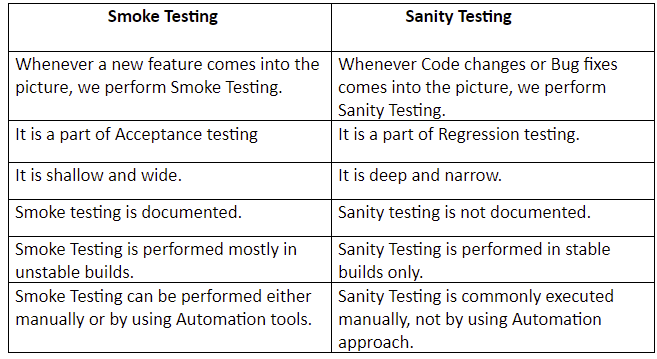 Smoke Testing
Sanity Testing
Whenever a new feature comes into the
picture, we perform Smoke Testing.
Whenever Code changes or Bug fixes
comes into the picture, we perform
Sanity Testing.
It is a part of Acceptance testing
It is a part of Regression testing.
It is shallow and wide.
It is deep and narrow.
Smoke testing is documented.
Sanity testing is not documented.
Smoke Testing is performed mostly in
unstable builds.
Sanity Testing is performed in stable
builds only.
Smoke Testing can be performed either
manually or by using Automation tools.
Sanity Testing is commonly executed
manually, not by using Automation
approach.